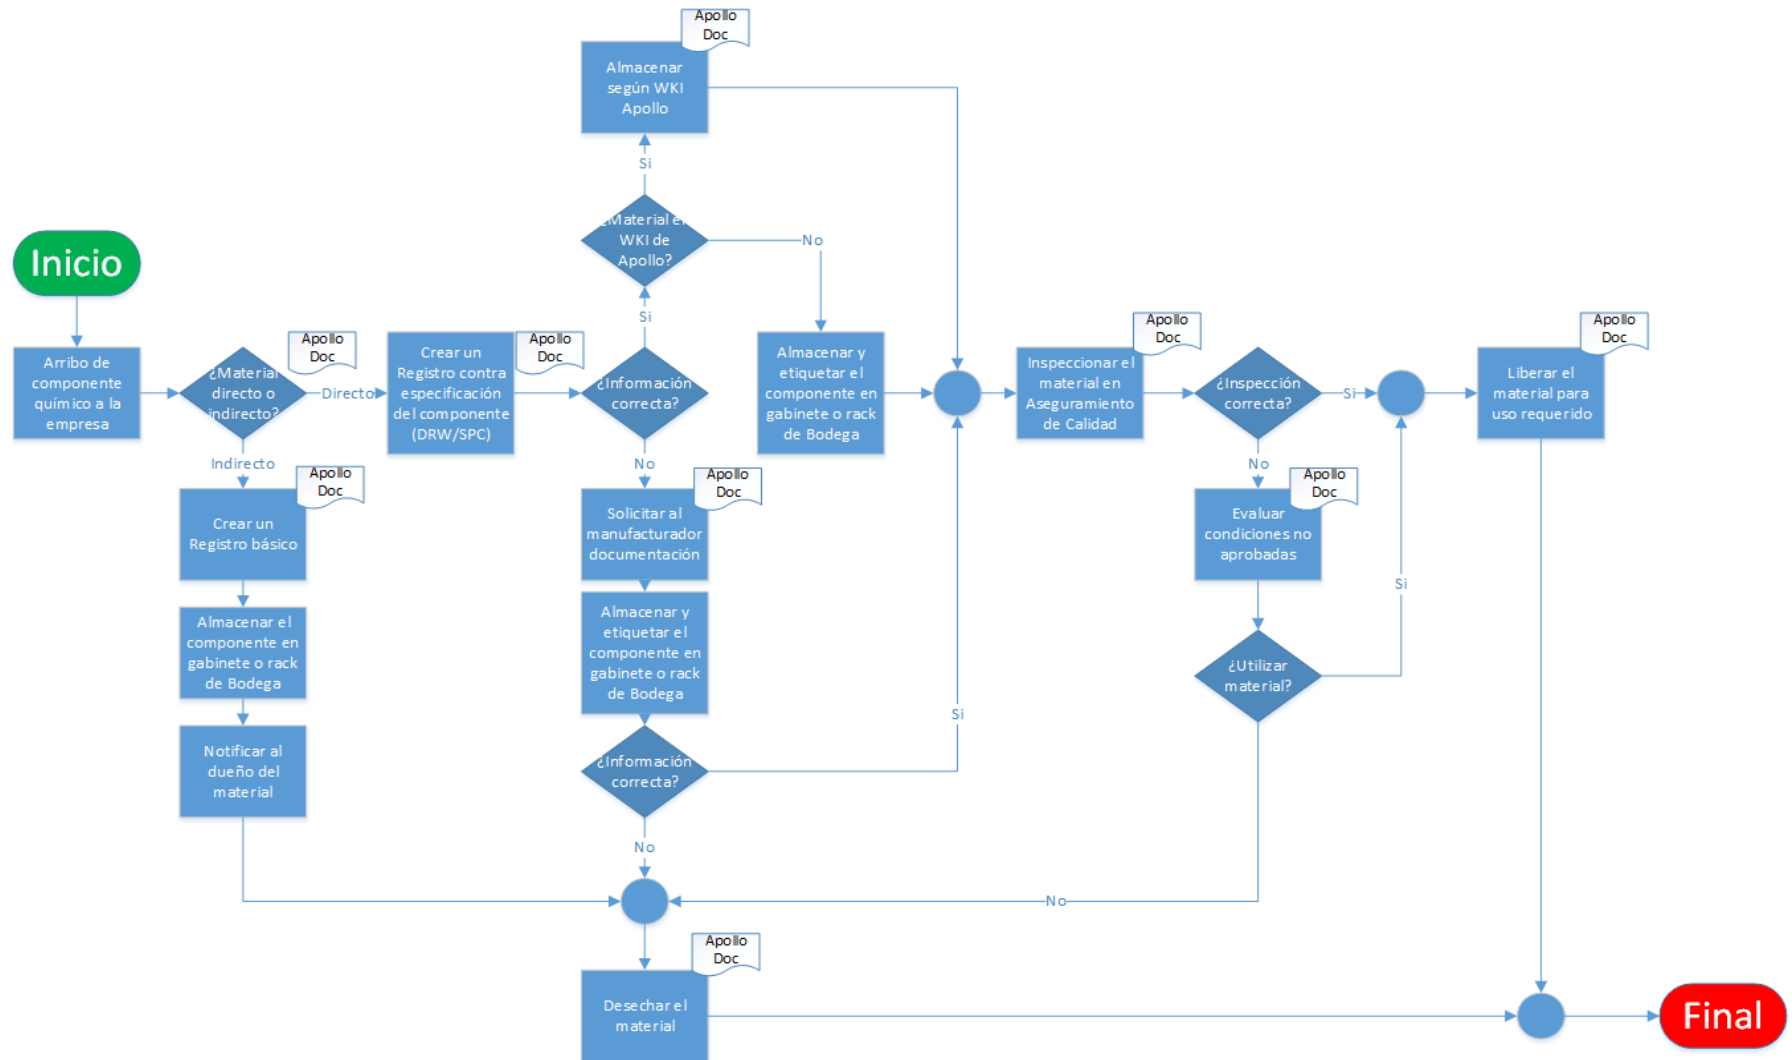 Apollo
Doc
Almacenar
según WKI
Apollo
Si
¿Material en
WKI de
Apollo?
No
Si
Inicio
Arribo de
componente
químico a la
empresa
Apollo
Doc
¿Material
directo o
indirecto?
Directo
Crear un
Registro contra
especificación
del componente
(DRW/SPC)
Apollo
Doc
¿Información
correcta?
Almacenar y
etiquetar el
componente en
gabinete o rack
de Bodega
Inspeccionar el
material en
Aseguramiento
de Calidad
Apollo
Doc
¿Inspección
correcta?
Si
Liberar el
material para
uso requerido
Apollo
Doc
Indirecto
Apollo
Doc
Crear un
Registro básico
Almacenar el
componente en
gabinete o rack
de Bodega
Notificar al
dueño del
material
No
Apollo
Doc
Solicitar al
manufacturador
documentación
Almacenar y
etiquetar el
componente en
gabinete o rack
de Bodega
¿Información
correcta?
Si
No
No
Apollo
Doc
Evaluar
condiciones no
aprobadas
¿Utilizar
material?
Si
No
Apollo
Doc
Desechar el
material
Final